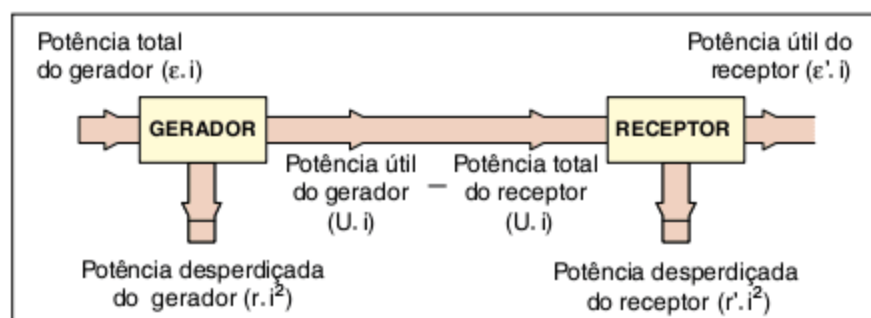 Potência total
do gerador (ε. i)
Potência útil do
receptor (ε'. i)
GERADOR
RECEPTOR
Potência útil
do gerador
(U. i)
–
Potência total
do receptor
(U. i)
Potência desperdiçada
do gerador (r. i²)
Potência desperdiçada
do receptor (r'. i²)